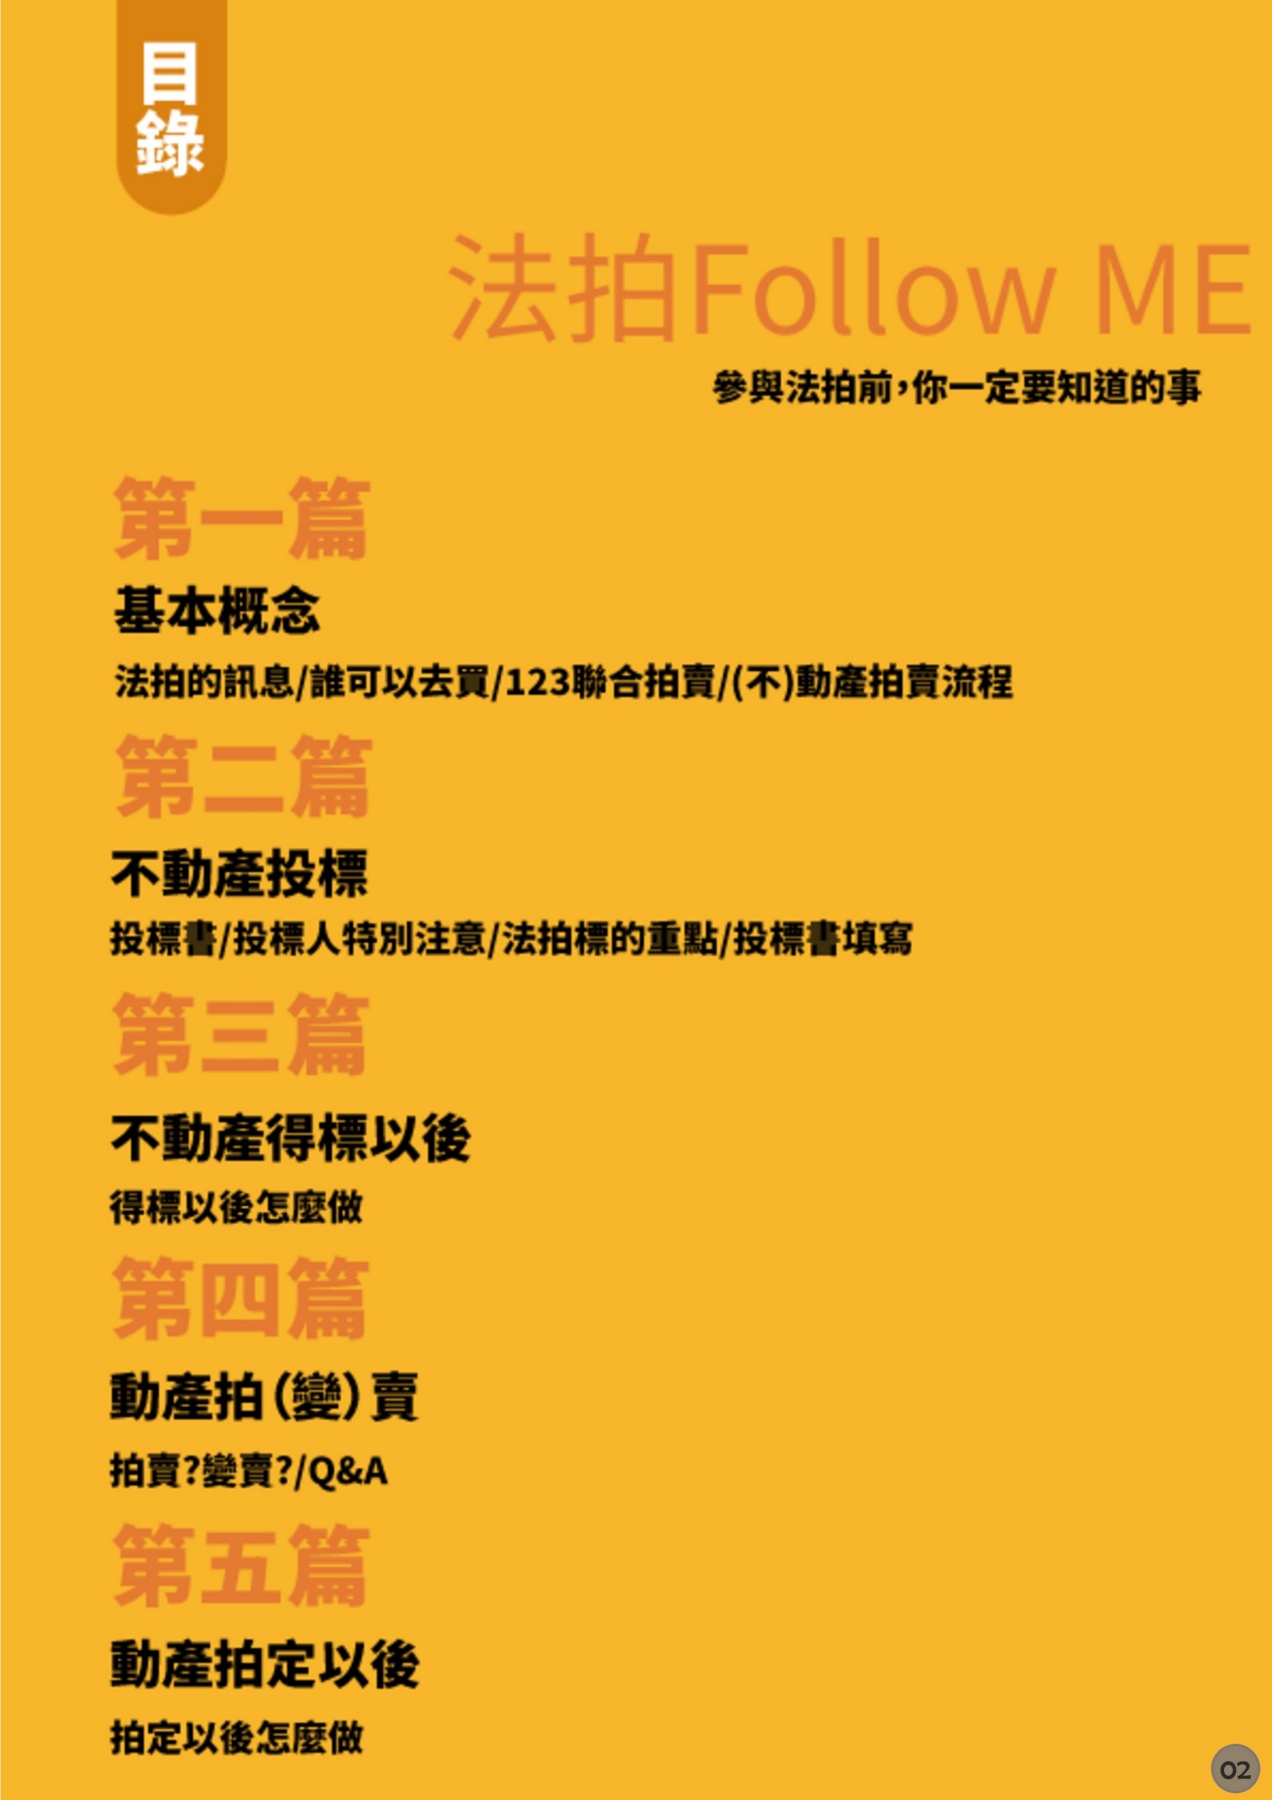 目錄
法拍Follow ME
參與法拍前，你一定要知道的事
第一篇
基本概念
法拍的訊息/誰可以去買/123聯合拍賣/(不)動產拍賣流程
第二篇
不動產投標
投標書/投標人特別注意/法拍標的重點/投標書填寫
第三篇
不動產得標以後
得標以後怎麼做
第四篇
動產拍(變)賣
拍賣?變賣?/Q&A
第五篇
動產拍定以後
拍定以後怎麼做
02